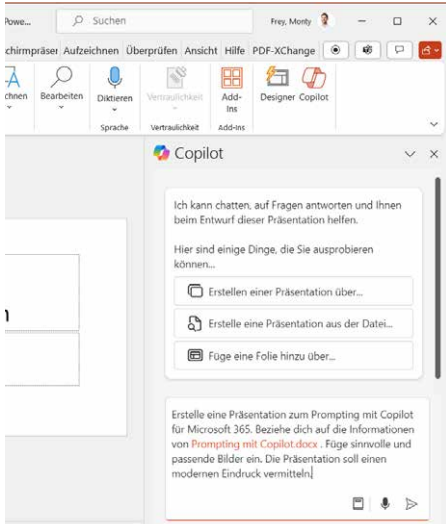 Powe...
Suchen
Frey, Monty
schirmpräser Aufzeichnen Überprüfen Ansicht Hilfe PDF-XChange
Bearbeiten
Diktieren
Vertraulichkeit
Add-
Ins
Designer Copilot
Sprache
Vertraulichkeit
Add-Ins
Copilot
Ich kann chatten, auf Fragen antworten und Ihnen
beim Entwurf dieser Präsentation helfen.
Hier sind einige Dinge, die Sie ausprobieren
können...
Erstellen einer Präsentation über...
Erstelle eine Präsentation aus der Datei...
Füge eine Folie hinzu über...
Erstelle eine Präsentation zum Prompting mit Copilot
für Microsoft 365. Beziehe dich auf die Informationen
von Prompting mit Copilot.docx . Füge sinnvolle und
passende Bilder ein. Die Präsentation soll einen
modernen Eindruck vermitteln.